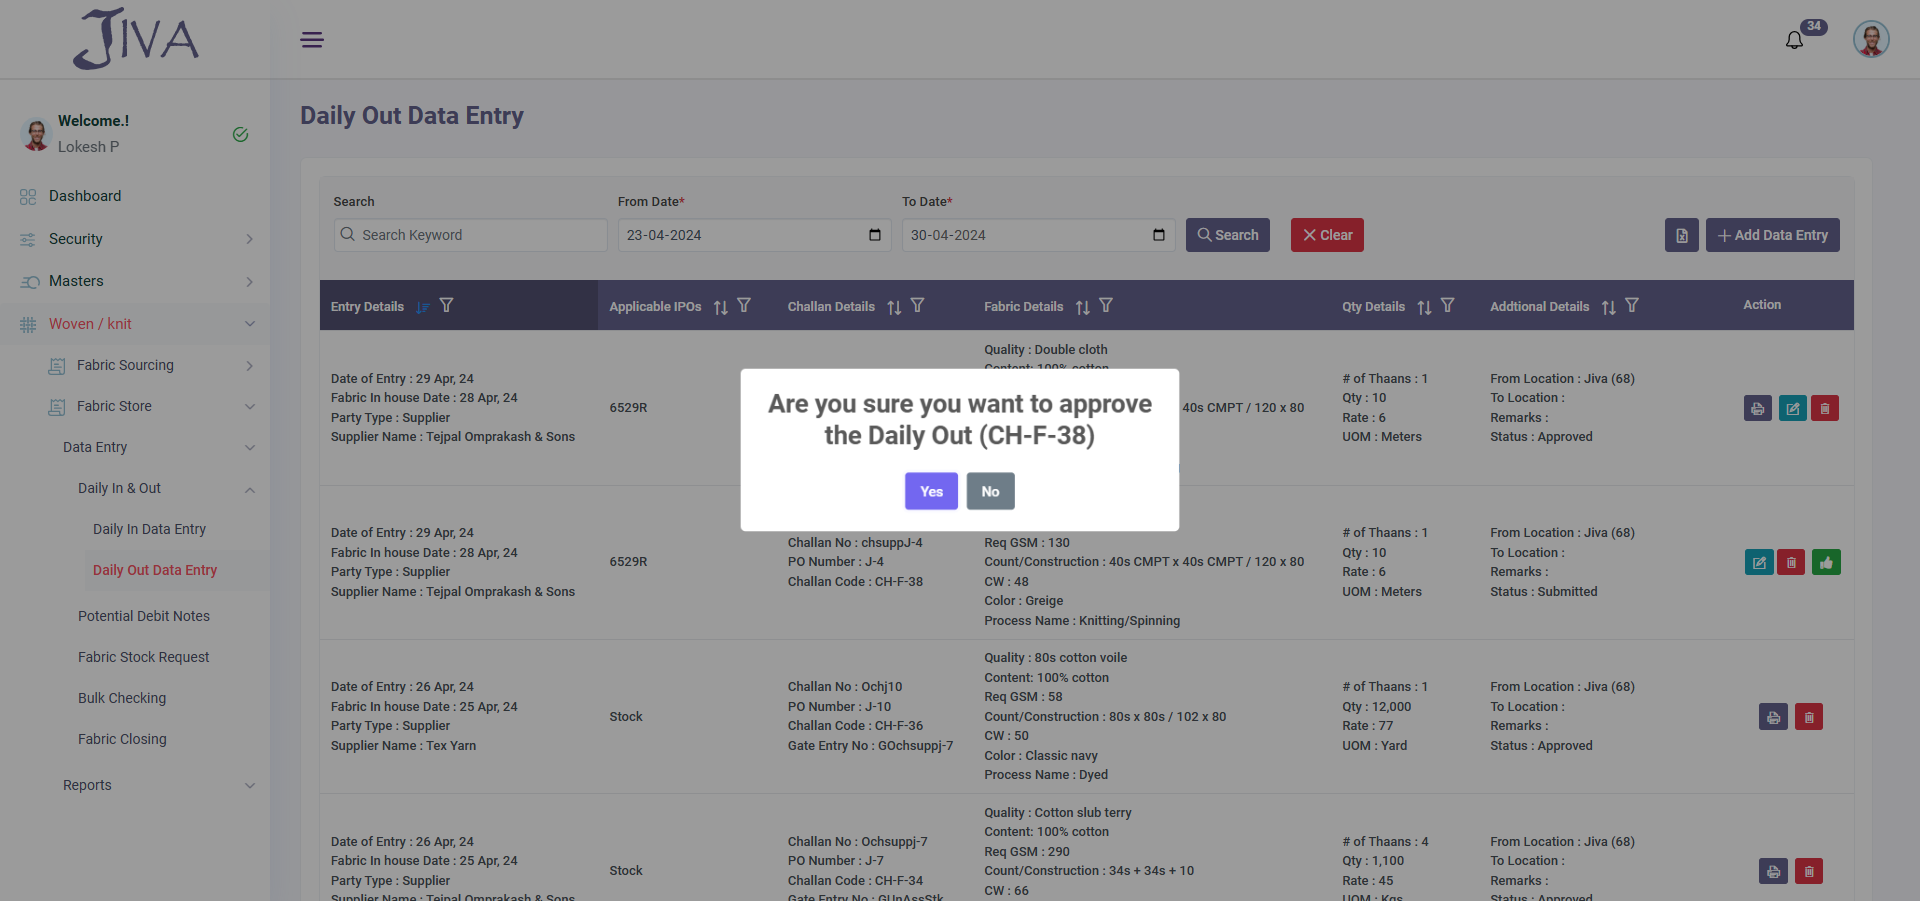 JIVA
34
Welcome.!
Lokesh P
Dashboard
Security
Masters
Woven / knit
Fabric Sourcing
Fabric Store
Data Entry
Daily In & Out
Daily In Data Entry
Daily Out Data Entry
Potential Debit Notes
Fabric Stock Request
Bulk Checking
Fabric Closing
Reports
Daily Out Data Entry
Search
From Date*
To Date*
Search Keyword
23-04-2024
30-04-2024
Search
Clear
Add Data Entry
Entry Details
Applicable IPOs
Challan Details
Fabric Details
Qty Details
Addtional Details
Action
Date of Entry : 29 Apr, 24
Fabric In house Date : 28 Apr, 24
Party Type : Supplier
Supplier Name : Tejpal Omprakash & Sons
6529R
Quality : Double cloth
Content: 100% cotton
40s CMPT / 120 x 80
# of Thaans : 1
Qty : 10
Rate : 6
UOM : Meters
From Location : Jiva (68)
To Location :
Remarks :
Status : Approved
Are you sure you want to approve
the Daily Out (CH-F-38)
Yes
No
Date of Entry : 29 Apr, 24
Fabric In house Date : 28 Apr, 24
Party Type : Supplier
Supplier Name : Tejpal Omprakash & Sons
6529R
Challan No : chsuppJ-4
PO Number : J-4
Challan Code : CH-F-38
Req GSM : 130
Count/Construction : 40s CMPT x 40s CMPT / 120 x 80
CW : 48
Color : Greige
Process Name : Knitting/Spinning
# of Thaans : 1
Qty : 10
Rate : 6
UOM : Meters
From Location : Jiva (68)
To Location :
Remarks :
Status : Submitted
Date of Entry : 26 Apr, 24
Fabric In house Date : 25 Apr, 24
Party Type : Supplier
Supplier Name : Tex Yarn
Stock
Challan No : Ochj10
PO Number : J-10
Challan Code : CH-F-36
Gate Entry No : GOchsuppj-7
Quality : 80s cotton voile
Content: 100% cotton
Req GSM : 58
Count/Construction : 80s x 80s / 102 x 80
CW : 50
Color : Classic navy
Process Name : Dyed
# of Thaans : 1
Qty : 12,000
Rate : 77
UOM : Yard
From Location : Jiva (68)
To Location :
Remarks :
Status : Approved
Date of Entry : 26 Apr, 24
Fabric In house Date : 25 Apr, 24
Party Type : Supplier
Supplier Name : Tejpal Omprakash & Sons
Stock
Challan No : Ochsuppj-7
PO Number : J-7
Challan Code : CH-F-34
Gate Entry No : GUnAssStk
Quality : Cotton slub terry
Content: 100% cotton
Req GSM : 290
Count/Construction : 34s + 34s + 10
CW : 66
# of Thaans : 4
Qty : 1,100
Rate : 45
UOM : Kgs
From Location : Jiva (68)
To Location :
Remarks :
Status : Approved